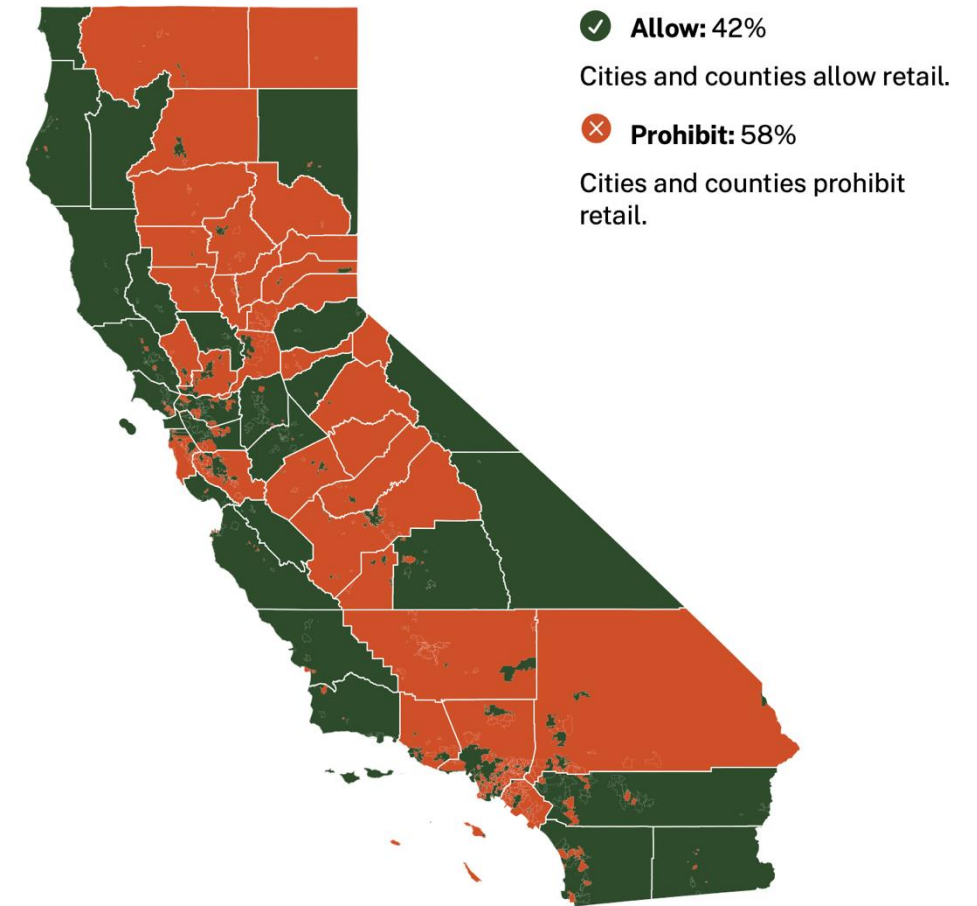 Allow: 42%
Cities and counties allow retail.
Prohibit: 58%
Cities and counties prohibit
retail.